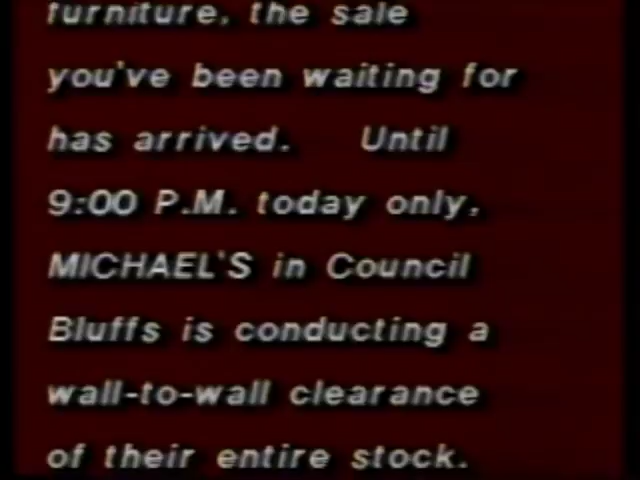 furniture, the sale
you've been waiting for
has arrived.   Until
9:00 P.M. today only,
MICHAEL'S in Council
Bluffs is conducting a
wall-to-wall clearance
of their entire stock.